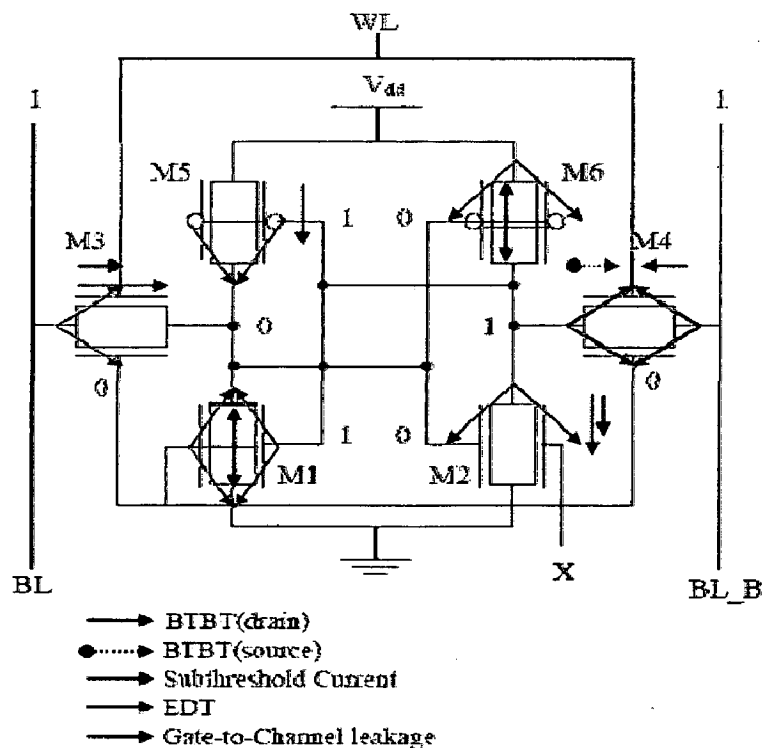 WL
1
V_dd
1
M5
M6
1
0
M3
M4
0
1
0
0
1
0
M1
M2
BL
X
BL_B
BTBT(drain)
BTBT(source)
Subthreshold Current
EDT
Gate-to-Channel leakage